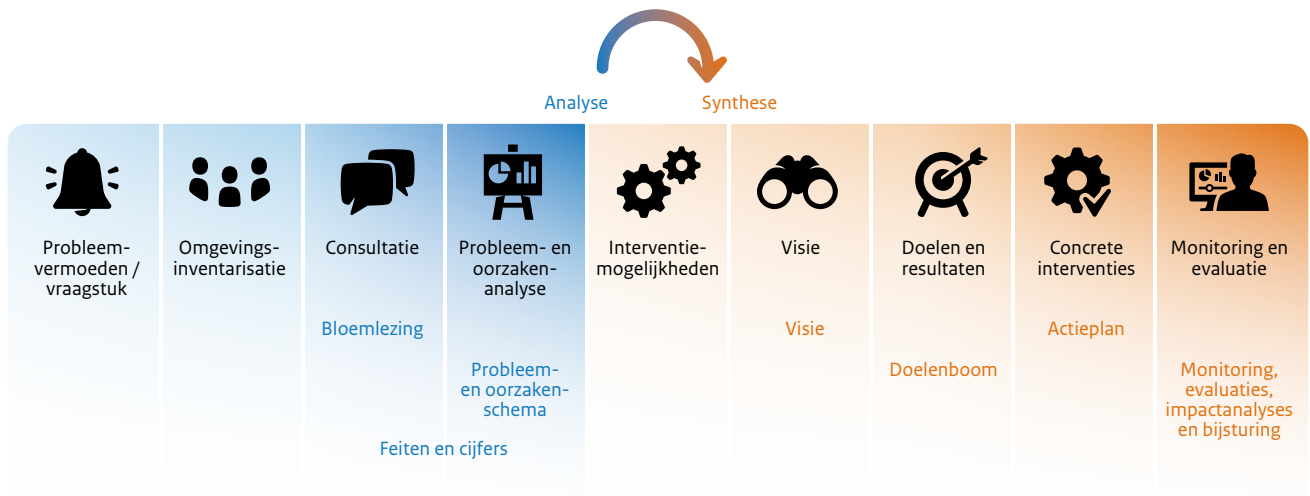 Analyse
Synthese
Probleem-
vermoeden /
vraagstuk
Omgevings-
inventarisatie
Consultatie
Probleem- en
oorzaken-
analyse
Interventie-
mogelijkheden
Visie
Doelen en
resultaten
Concrete
interventies
Monitoring en
evaluatie
Bloemlezing
Visie
Actieplan
Probleem-
en oorzaken-
schema
Doelenboom
Monitoring,
evaluaties,
impactanalyses
en bijsturing
Feiten en cijfers